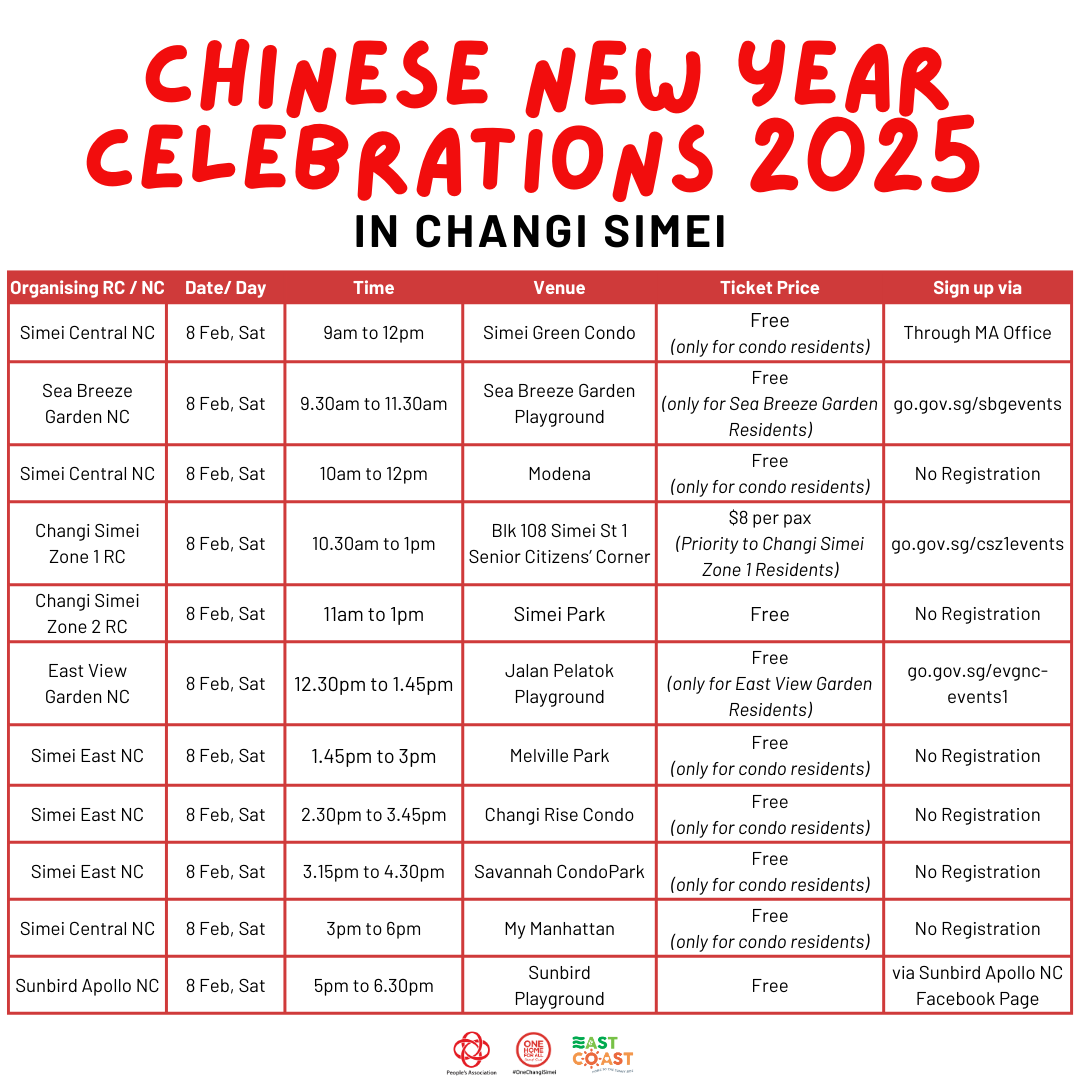 CHINESE NEW YEAR
CELEBRATIONS 2025
IN CHANGI SIMEI
Organising RC / NC Date/ Day Time Venue Ticket Price Sign up via
Simei Central NC 8 Feb, Sat 9am to 12pm Simei Green Condo Free
(only for condo residents) Through MA Office
Sea Breeze
Garden NC 8 Feb, Sat 9.30am to 11.30am Sea Breeze Garden
Playground Free
(only for Sea Breeze Garden
Residents) go.gov.sg/sbgevents
Simei Central NC 8 Feb, Sat 10am to 12pm Modena Free
(only for condo residents) No Registration
Changi Simei
Zone 1 RC 8 Feb, Sat 10.30am to 1pm Blk 108 Simei St 1
Senior Citizens’ Corner $8 per pax
(Priority to Changi Simei
Zone 1 Residents) go.gov.sg/csz1events
Changi Simei
Zone 2 RC 8 Feb, Sat 11am to 1pm Simei Park Free No Registration
East View
Garden NC 8 Feb, Sat 12.30pm to 1.45pm Jalan Pelatok
Playground Free
(only for East View Garden
Residents) go.gov.sg/evgnc-
events1
Simei East NC 8 Feb, Sat 1.45pm to 3pm Melville Park Free
(only for condo residents) No Registration
Simei East NC 8 Feb, Sat 2.30pm to 3.45pm Changi Rise Condo Free
(only for condo residents) No Registration
Simei East NC 8 Feb, Sat 3.15pm to 4.30pm Savannah CondoPark Free
(only for condo residents) No Registration
Simei Central NC 8 Feb, Sat 3pm to 6pm My Manhattan Free
(only for condo residents) No Registration
Sunbird Apollo NC 8 Feb, Sat 5pm to 6.30pm Sunbird
Playground Free via Sunbird Apollo NC
Facebook Page
People's Association
ONE
HOME
FOR ALL
#OneChangiSimei
EAST
COAST